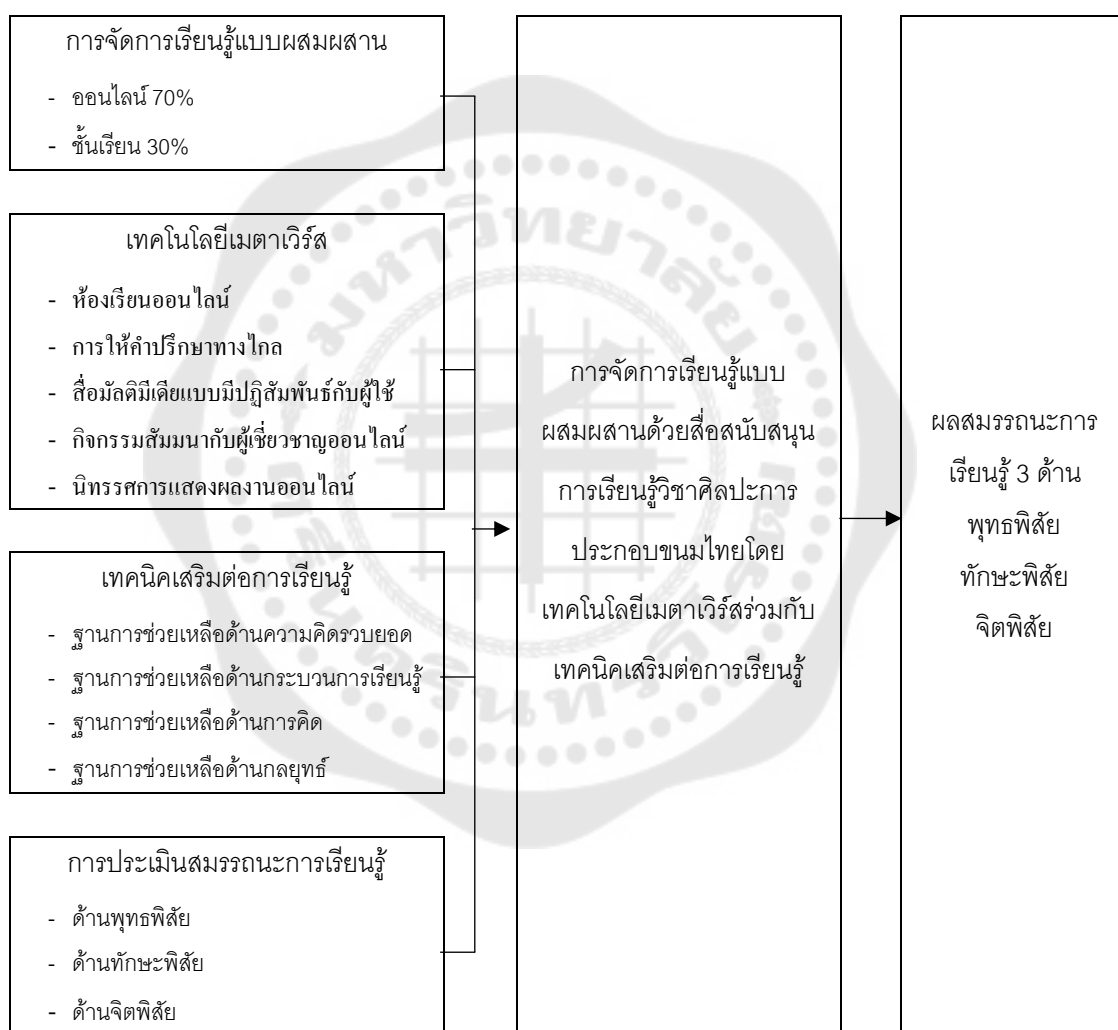 การจัดการเรียนรู้แบบผสมผสาน
- ออนไลน์ 70%
- ชั้นเรียน 30%
เทคโนโลยีเมตาเวิร์ส
- ห้องเรียนออนไลน์
- การให้คำปรึกษาทางไกล
- สื่อมัลติมีเดียแบบมีปฏิสัมพันธ์กับผู้ใช้
- กิจกรรมสัมมนากับผู้เชี่ยวชาญออนไลน์
- นิทรรศการแสดงผลงานออนไลน์
เทคนิคเสริมต่อการเรียนรู้
- ฐานการช่วยเหลือด้านความคิดรวบยอด
- ฐานการช่วยเหลือด้านกระบวนการเรียนรู้
- ฐานการช่วยเหลือด้านการคิด
- ฐานการช่วยเหลือด้านกลยุทธ์
การประเมินสมรรถนะการเรียนรู้
- ด้านพุทธพิสัย
- ด้านทักษะพิสัย
- ด้านจิตพิสัย
การจัดการเรียนรู้แบบ
ผสมผสานด้วยสื่อสนับสนุน
การเรียนรู้วิชาศิลปะการ
ประกอบขนมไทยโดย
เทคโนโลยีเมตาเวิร์สร่วมกับ
เทคนิคเสริมต่อการเรียนรู้
ผลสมรรถนะการ
เรียนรู้ 3 ด้าน
พุทธพิสัย
ทักษะพิสัย
จิตพิสัย
มหาวิทยาลัย
ศรีนครินทรวิโรฒ